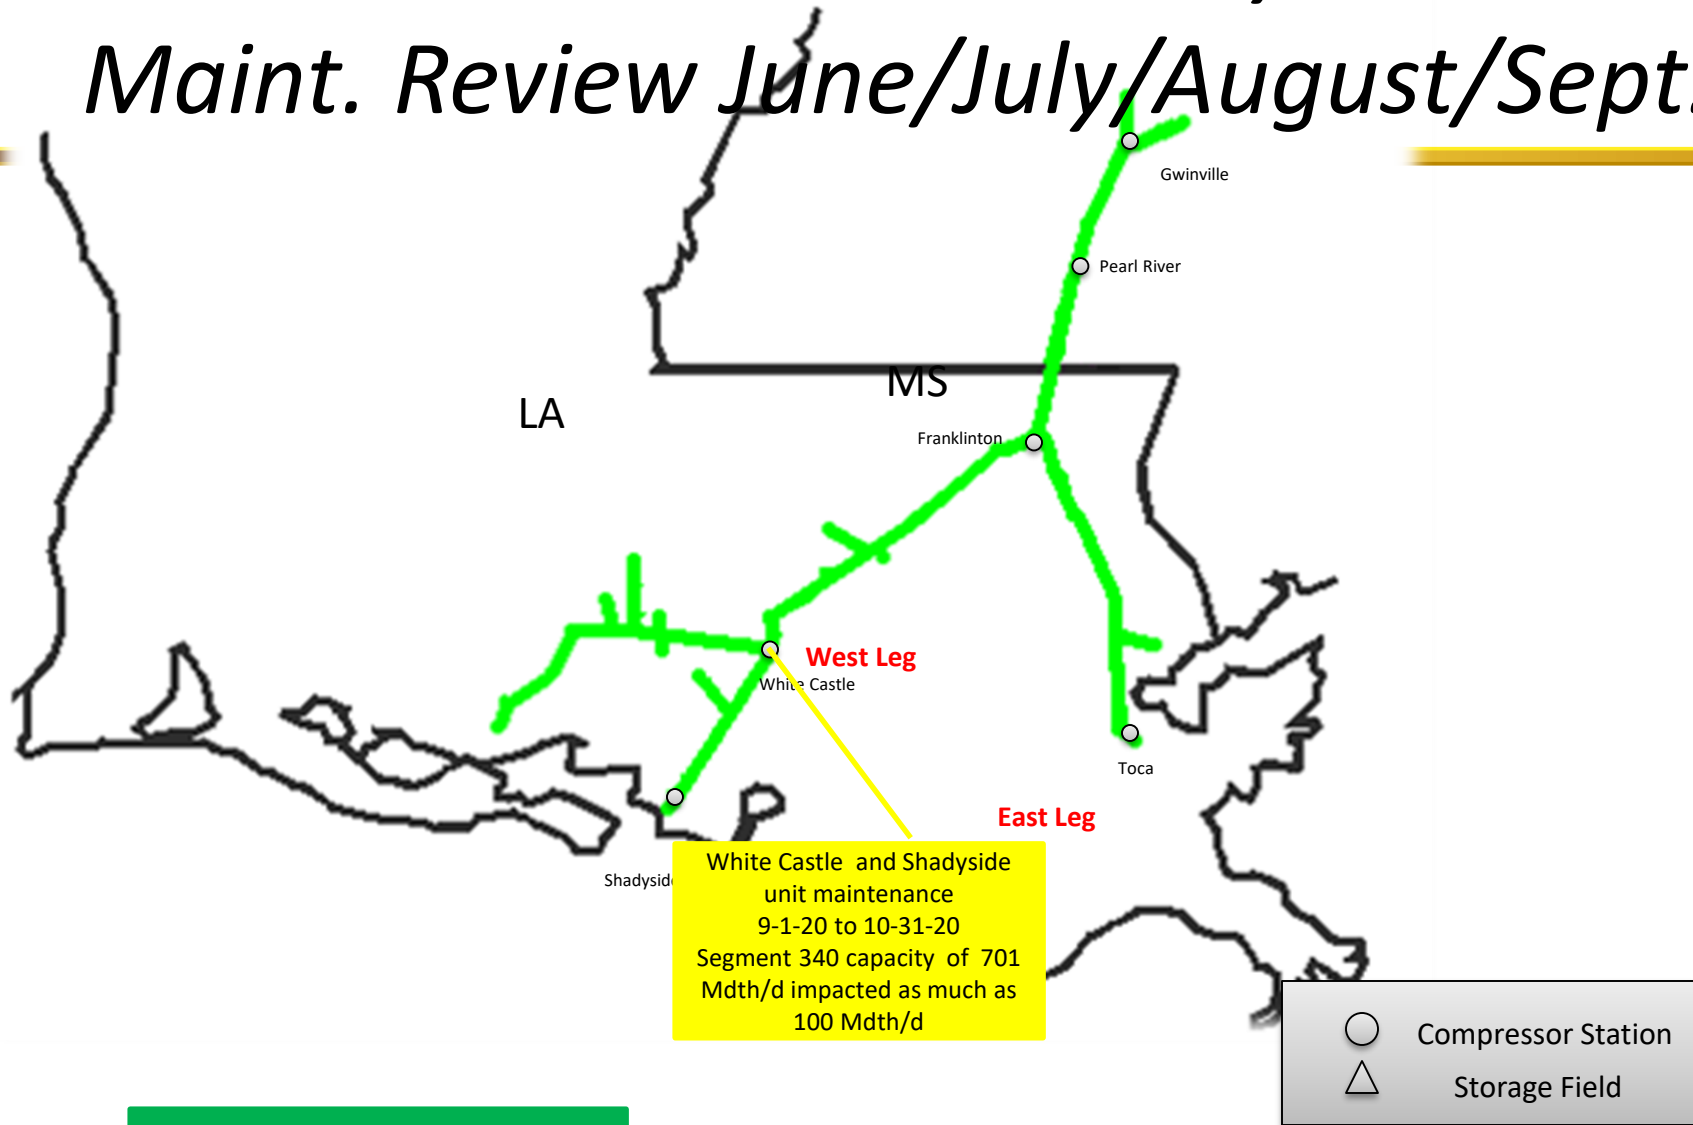 Maint. Review June/July/August/Sept.
Gwinville
Pearl River
MS
LA
Franklinton
West Leg
White Castle
Toca
East Leg
White Castle and Shadyside
unit maintenance
9-1-20 to 10-31-20
Segment 340 capacity of 701
Mdth/d impacted as much as
100 Mdth/d
Shadysid
Compressor Station
Storage Field